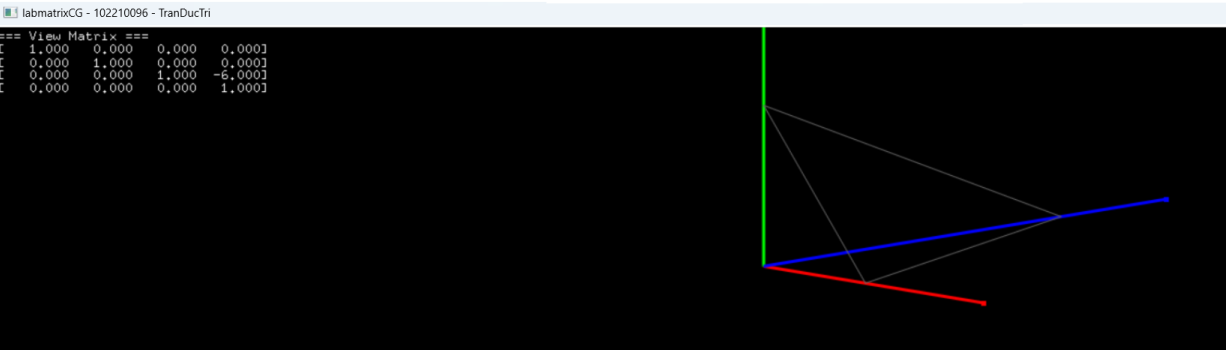 labmatrixCG - 102210096 - TranDucTri
=== View Matrix ===
[ 1.000 0.000 0.000 0.000]
[ 0.000 1.000 0.000 0.000]
[ 0.000 0.000 1.000 -6.000]
[ 0.000 0.000 0.000 1.000]